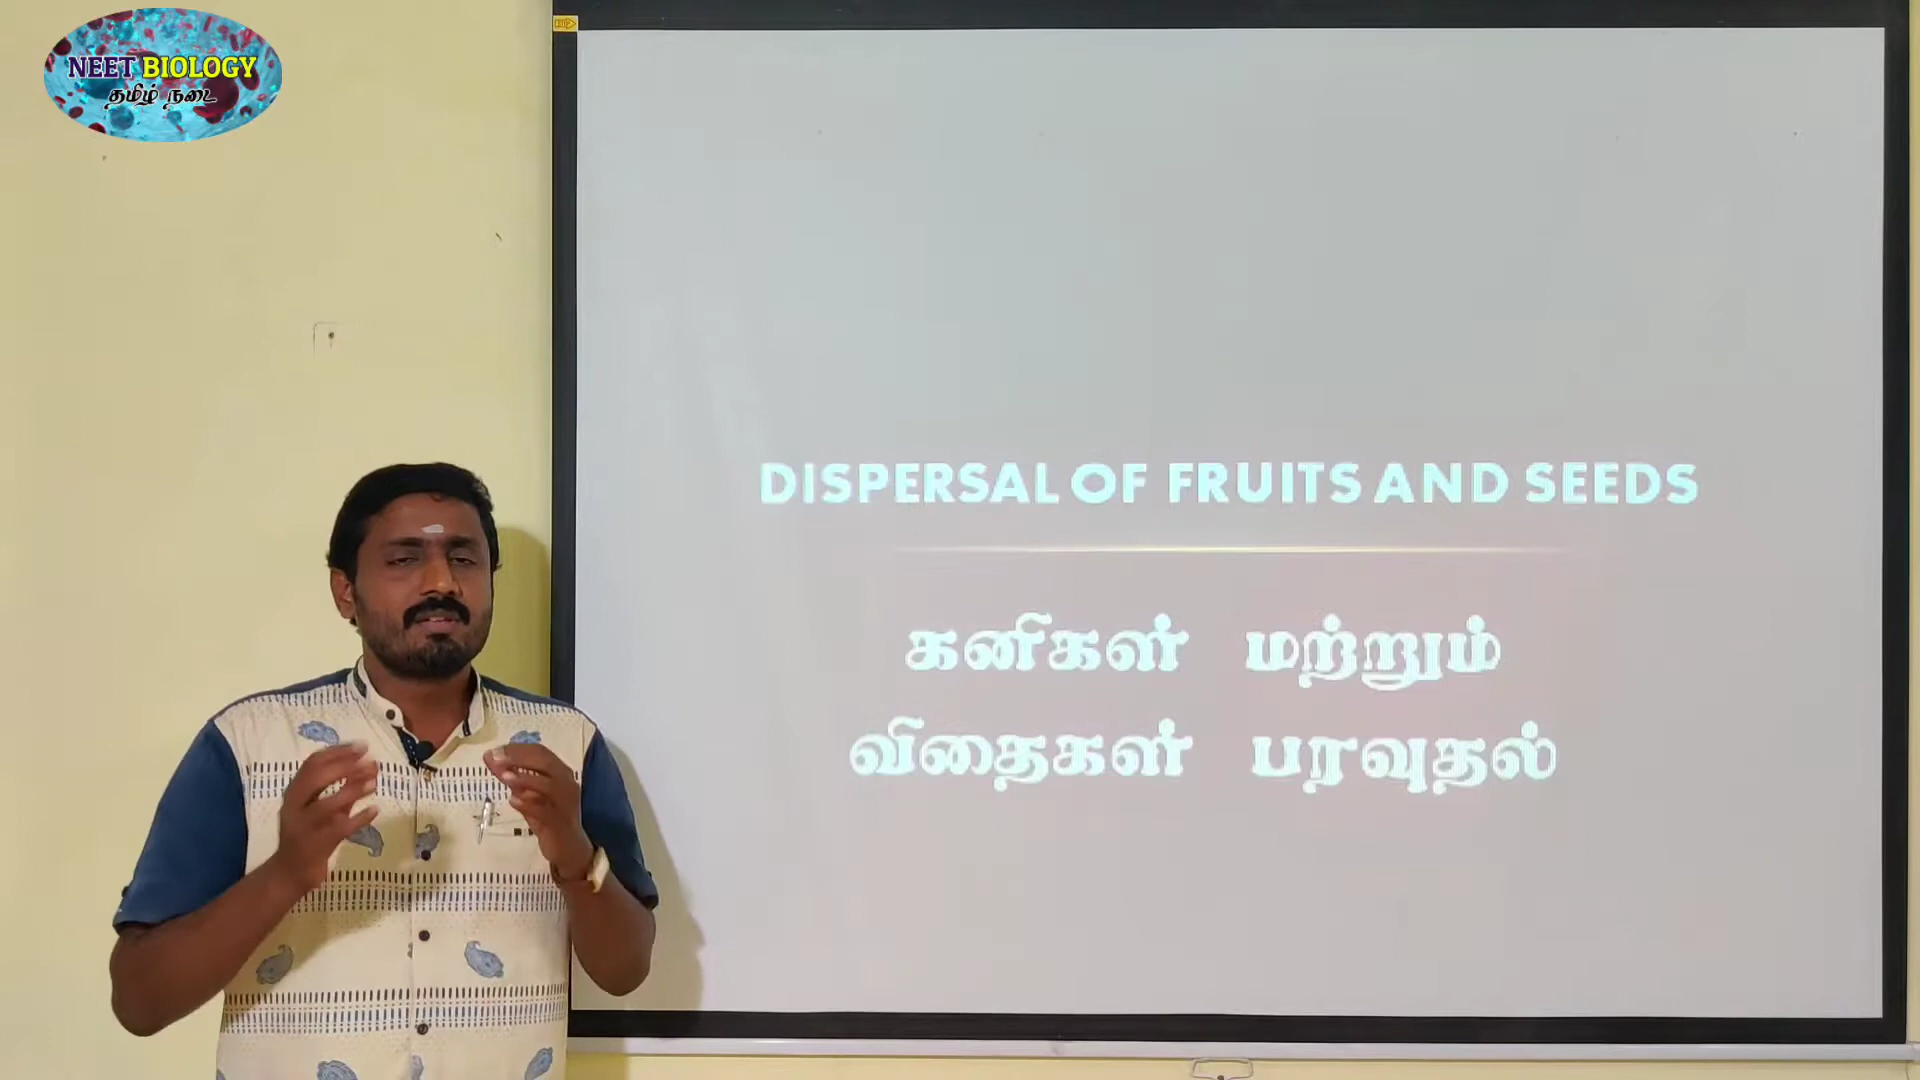 NEET BIOLOGY
தமிழ் நடை
DISPERSAL OF FRUITS AND SEEDS
கனிகள் மற்றும்
விதைகள் பரவுதல்